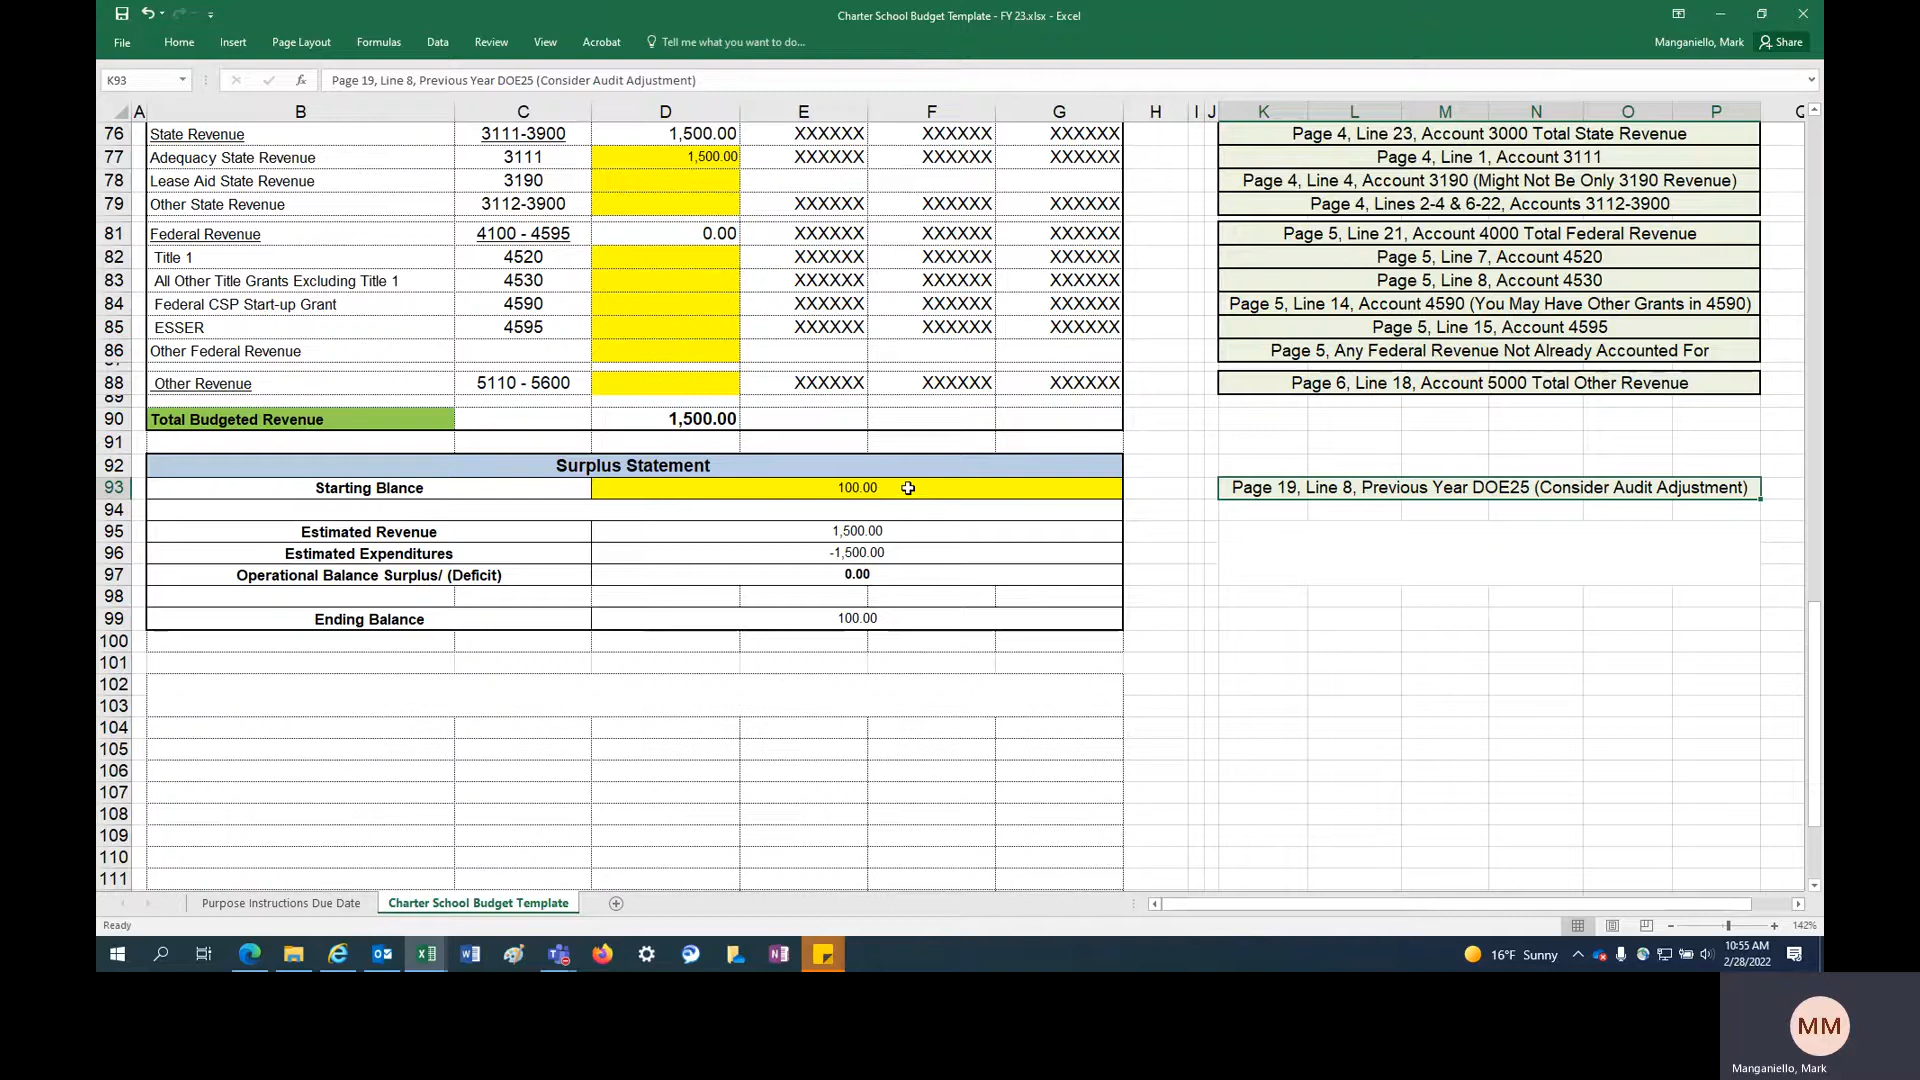 Charter School Budget Template - FY 23.xlsx - Excel
File Home Insert Page Layout Formulas Data Review View Acrobat Tell me what you want to do... Manganiello, Mark Share
K93 fx Page 19, Line 8, Previous Year DOE25 (Consider Audit Adjustment)
A B C D E F G H I J K L M N O P
76 State Revenue 3111-3900 1,500.00 XXXXXX XXXXXX XXXXXX Page 4, Line 23, Account 3000 Total State Revenue
77 Adequacy State Revenue 3111 1,500.00 XXXXXX XXXXXX XXXXXX Page 4, Line 1, Account 3111
78 Lease Aid State Revenue 3190 Page 4, Line 4, Account 3190 (Might Not Be Only 3190 Revenue)
79 Other State Revenue 3112-3900 XXXXXX XXXXXX XXXXXX Page 4, Lines 2-4 & 6-22, Accounts 3112-3900
81 Federal Revenue 4100 - 4595 0.00 XXXXXX XXXXXX XXXXXX Page 5, Line 21, Account 4000 Total Federal Revenue
82 Title 1 4520 XXXXXX XXXXXX XXXXXX Page 5, Line 7, Account 4520
83 All Other Title Grants Excluding Title 1 4530 XXXXXX XXXXXX XXXXXX Page 5, Line 8, Account 4530
84 Federal CSP Start-up Grant 4590 XXXXXX XXXXXX XXXXXX Page 5, Line 14, Account 4590 (You May Have Other Grants in 4590)
85 ESSER 4595 XXXXXX XXXXXX XXXXXX Page 5, Line 15, Account 4595
86 Other Federal Revenue Page 5, Any Federal Revenue Not Already Accounted For
88 Other Revenue 5110 - 5600 XXXXXX XXXXXX XXXXXX Page 6, Line 18, Account 5000 Total Other Revenue
89
90 Total Budgeted Revenue 1,500.00
91
92 Surplus Statement
93 Starting Blance 100.00 Page 19, Line 8, Previous Year DOE25 (Consider Audit Adjustment)
94
95 Estimated Revenue 1,500.00
96 Estimated Expenditures -1,500.00
97 Operational Balance Surplus/ (Deficit) 0.00
98
99 Ending Balance 100.00
100
101
102
103
104
105
106
107
108
109
110
111
Purpose Instructions Due Date Charter School Budget Template
Ready 142%
16°F Sunny 10:55 AM
2/28/2022
MM
Manganiello, Mark